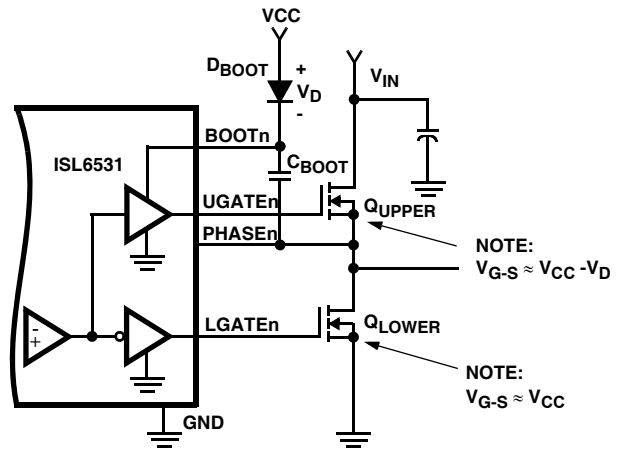 VCC
DBOOT
+
VD
-
VIN
BOOTn
ISL6531
CBOOT
UGATEn
QUPPER
PHASEn
NOTE:
VG-S ≈ VCC -VD
-
+
LGATEn
QLOWER
NOTE:
VG-S ≈ VCC
GND